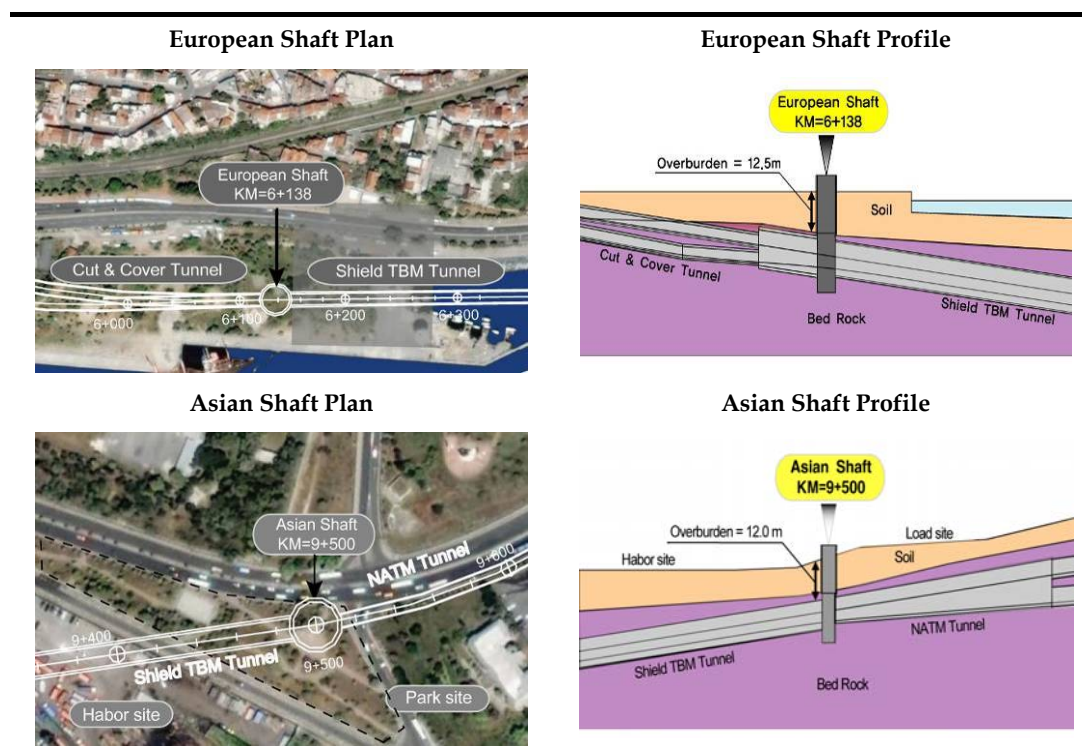 European Shaft Plan
European Shaft
KM=6+138
Cut & Cover Tunnel
Shield TBM Tunnel
6+000
6+100
6+200
6+300
European Shaft Profile
European Shaft
KM=6+138
Overburden = 12.5m
Soil
Cut & Cover Tunnel
Shield TBM Tunnel
Bed Rock
Asian Shaft Plan
Asian Shaft
KM=9+500
NATM Tunnel
9+600
9+400
Shield TBM Tunnel
9+500
Habor site
Park site
Asian Shaft Profile
Asian Shaft
KM=9+500
Overburden = 12.0 m
Load site
Habor site
Soil
NATM Tunnel
Shield TBM Tunnel
Bed Rock